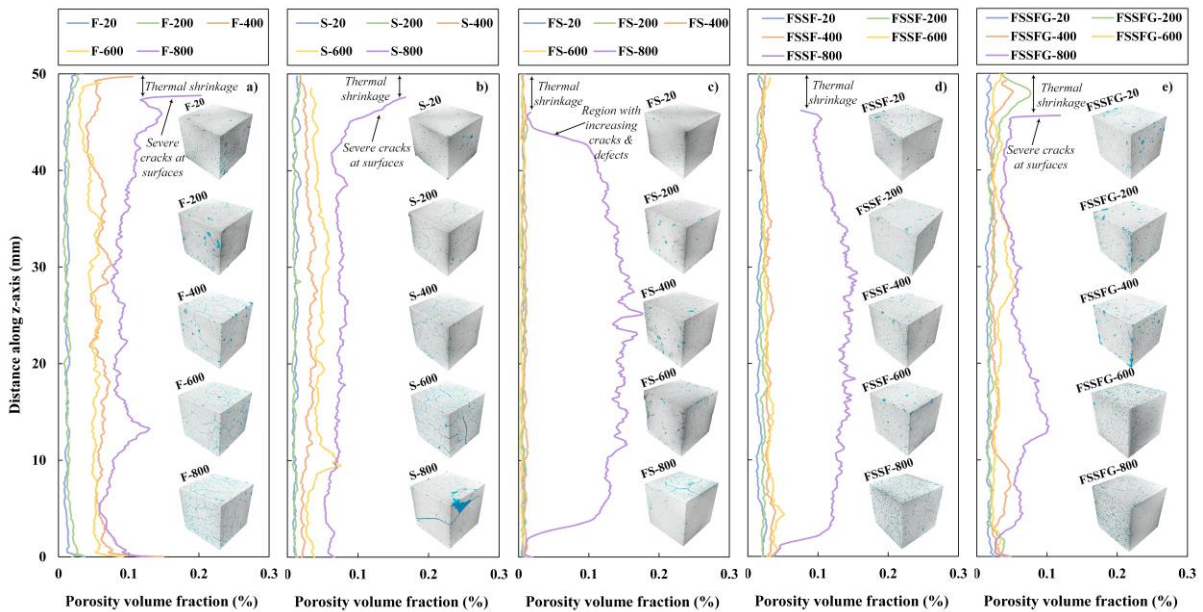 F-20 F-200 F-400
F-600 F-800
S-20 S-200 S-400
S-600 S-800
FS-20 FS-200 FS-400
FS-600 FS-800
FSSF-20 FSSF-200
FSSF-400 FSSF-600
FSSF-800
FSSFG-20 FSSFG-200
FSSFG-400 FSSFG-600
FSSFG-800
Distance along z-axis (mm)
50
40
30
20
10
0
a)
Thermal shrinkage
Severe
cracks at
surfaces
F-20
F-200
F-400
F-600
F-800
0 0.1 0.2 0.3
Porosity volume fraction (%)
b)
Thermal
shrinkage
Severe cracks
at surfaces
S-20
S-200
S-400
S-600
S-800
0 0.1 0.2 0.3
Porosity volume fraction (%)
c)
Thermal
shrinkage
Region with
increasing
cracks &
defects
FS-20
FS-200
FS-400
FS-600
FS-800
0 0.1 0.2 0.3
Porosity volume fraction (%)
d)
Thermal
shrinkage
FSSF-20
FSSF-200
FSSF-400
FSSF-600
FSSF-800
0 0.1 0.2 0.3
Porosity volume fraction (%)
e)
Thermal
shrinkage
Severe cracks
at surfaces
FSSFG-20
FSSFG-200
FSSFG-400
FSSFG-600
FSSFG-800
0 0.1 0.2 0.3
Porosity volume fraction (%)